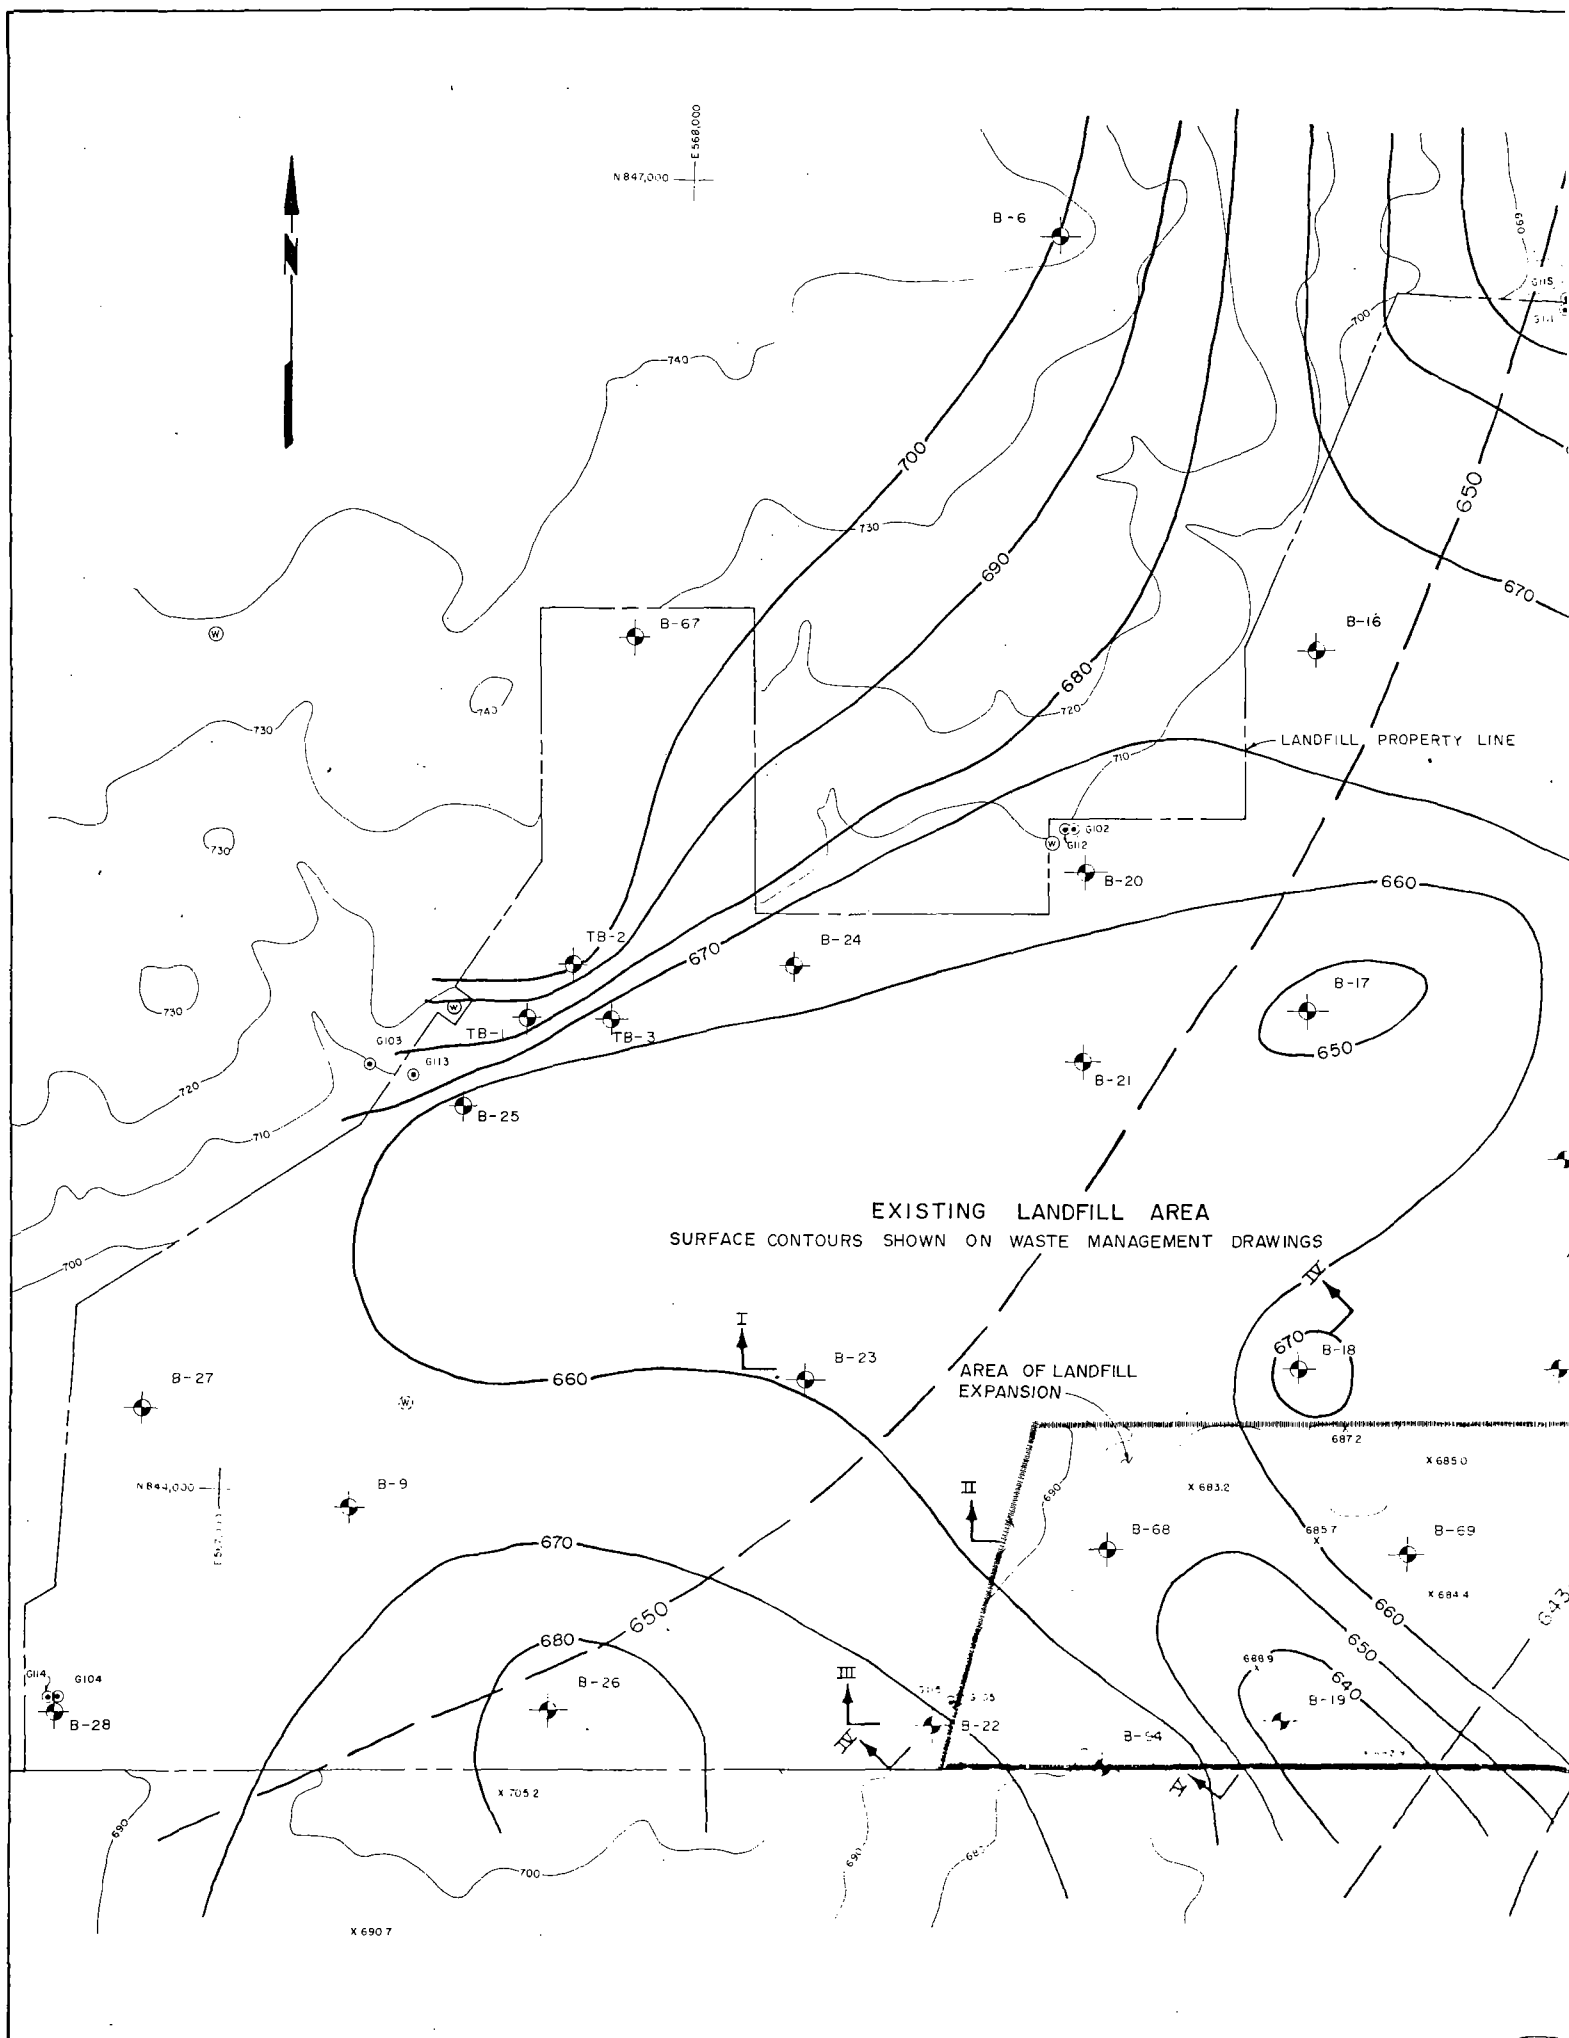 E 568,000
N 847,000
B-6
690
G115
740
700
700
730
650
690
670
B-67
B-16
680
740
720
730
LANDFILL PROPERTY LINE
710
G102
G112
730
B-20
660
TB-2
B-24
670
B-17
730
TB-1
TB-3
G103
650
G113
B-21
720
B-25
710
EXISTING LANDFILL AREA
SURFACE CONTOURS SHOWN ON WASTE MANAGEMENT DRAWINGS
700
IV
I
670
B-18
B-23
AREA OF LANDFILL
EXPANSION
660
B-27
W
W
W
W
687.2
X 685.0
N 844,000
B-9
II
X 683.2
690
685.7
X
B-68
B-69
670
X 684.4
643
660
650
650
680
688.9
X
G114
G104
III
640
B-26
B-19
B-28
B-22
IV
B-94
V
X 705.2
690
700
690
X 690.7